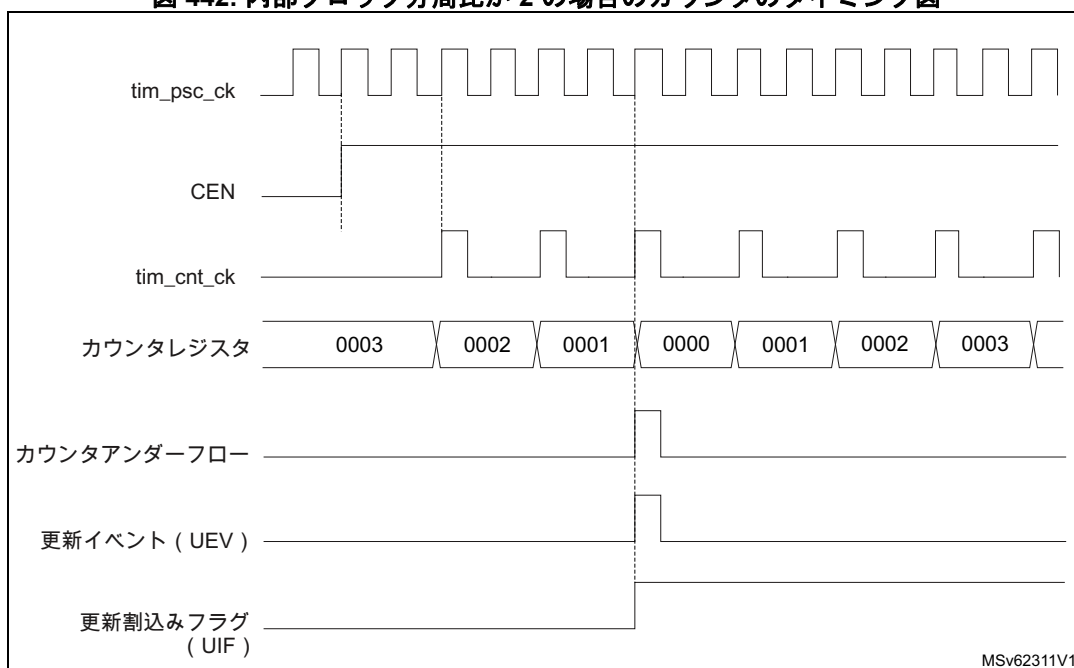 図 442. 内部クロック分周比が 2 の場合のカウンタのタイミング図
tim_psc_ck
CEN
tim_cnt_ck
カウンタレジスタ 0003 0002 0001 0000 0001 0002 0003
カウンタアンダーフロー
更新イベント ( UEV )
更新割込みフラグ
( UIF )
MSv62311V1